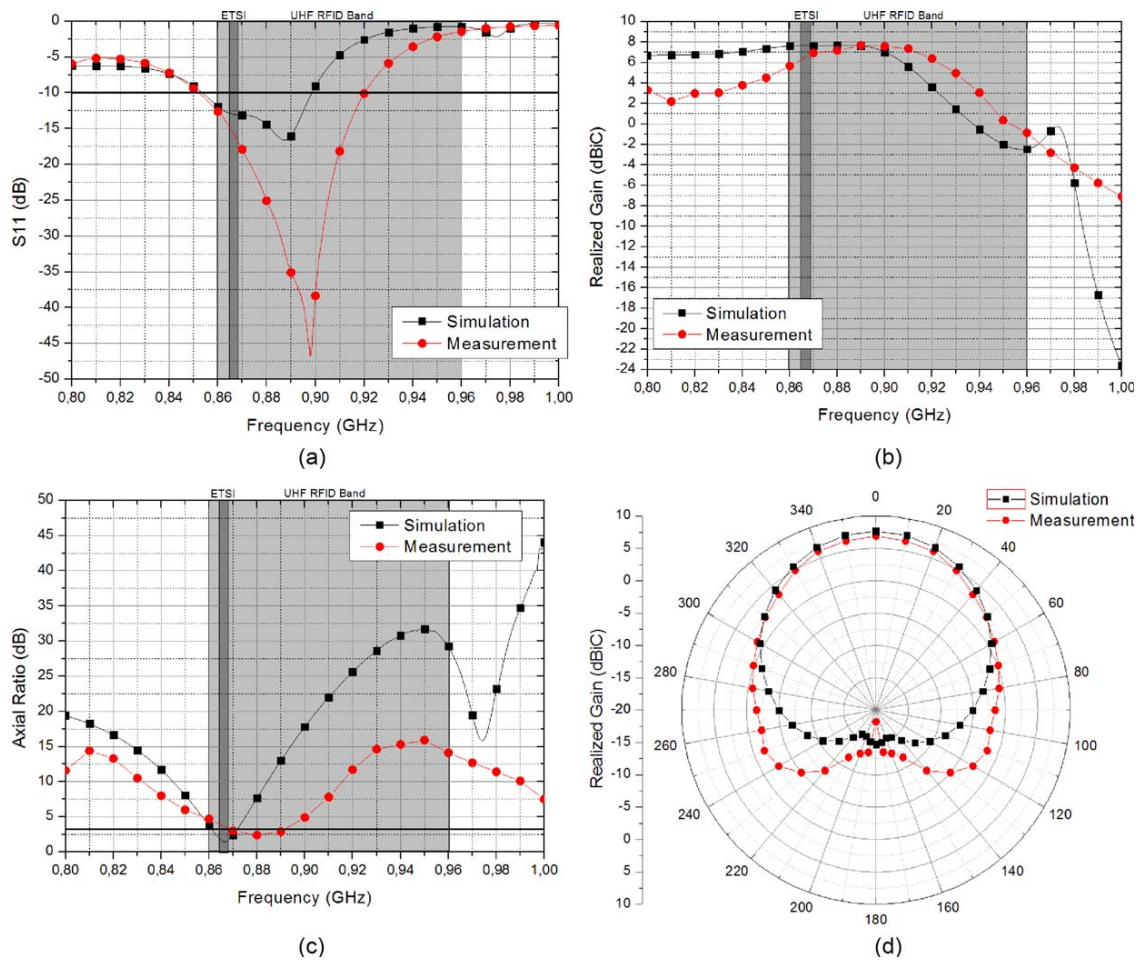 ETSI UHF RFID Band
0
-5
-10
-15
-20
-25
-30
-35
-40
-45
-50
S11 (dB)
Simulation
Measurement
0,80 0,82 0,84 0,86 0,88 0,90 0,92 0,94 0,96 0,98 1,00
Frequency (GHz)
(a)
ETSI UHF RFID Band
10
8
6
4
2
0
-2
-4
-6
-8
-10
-12
-14
-16
-18
-20
-22
-24
Realized Gain (dBiC)
Simulation
Measurement
0,80 0,82 0,84 0,86 0,88 0,90 0,92 0,94 0,96 0,98 1,00
Frequency (GHz)
(b)
ETSI UHF RFID Band
50
45
40
35
30
25
20
15
10
5
0
Axial Ratio (dB)
Simulation
Measurement
0,80 0,82 0,84 0,86 0,88 0,90 0,92 0,94 0,96 0,98 1,00
Frequency (GHz)
(c)
Simulation
Measurement
10
5
0
-5
-10
-15
-20
-15
-10
-5
0
5
10
Realized Gain (dBiC)
0
20
40
60
80
100
120
140
160
180
200
220
240
260
280
300
320
340
(d)